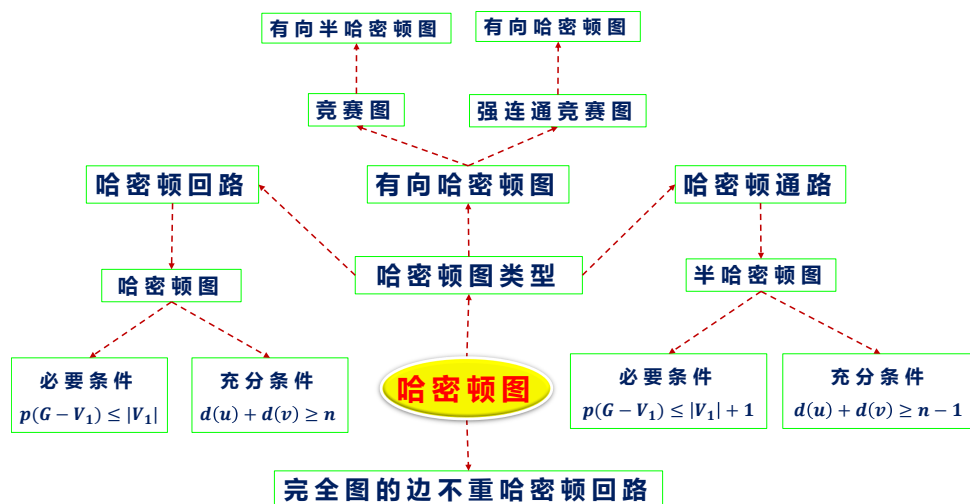 有向半哈密顿图
有向哈密顿图
竞赛图
强连通竞赛图
哈密顿回路
有向哈密顿图
哈密顿通路
哈密顿图
哈密顿图类型
半哈密顿图
必要条件
p(G − V₁) ≤ |V₁|
充分条件
d(u) + d(v) ≥ n
哈密顿图
必要条件
p(G − V₁) ≤ |V₁| + 1
充分条件
d(u) + d(v) ≥ n − 1
完全图的边不重哈密顿回路